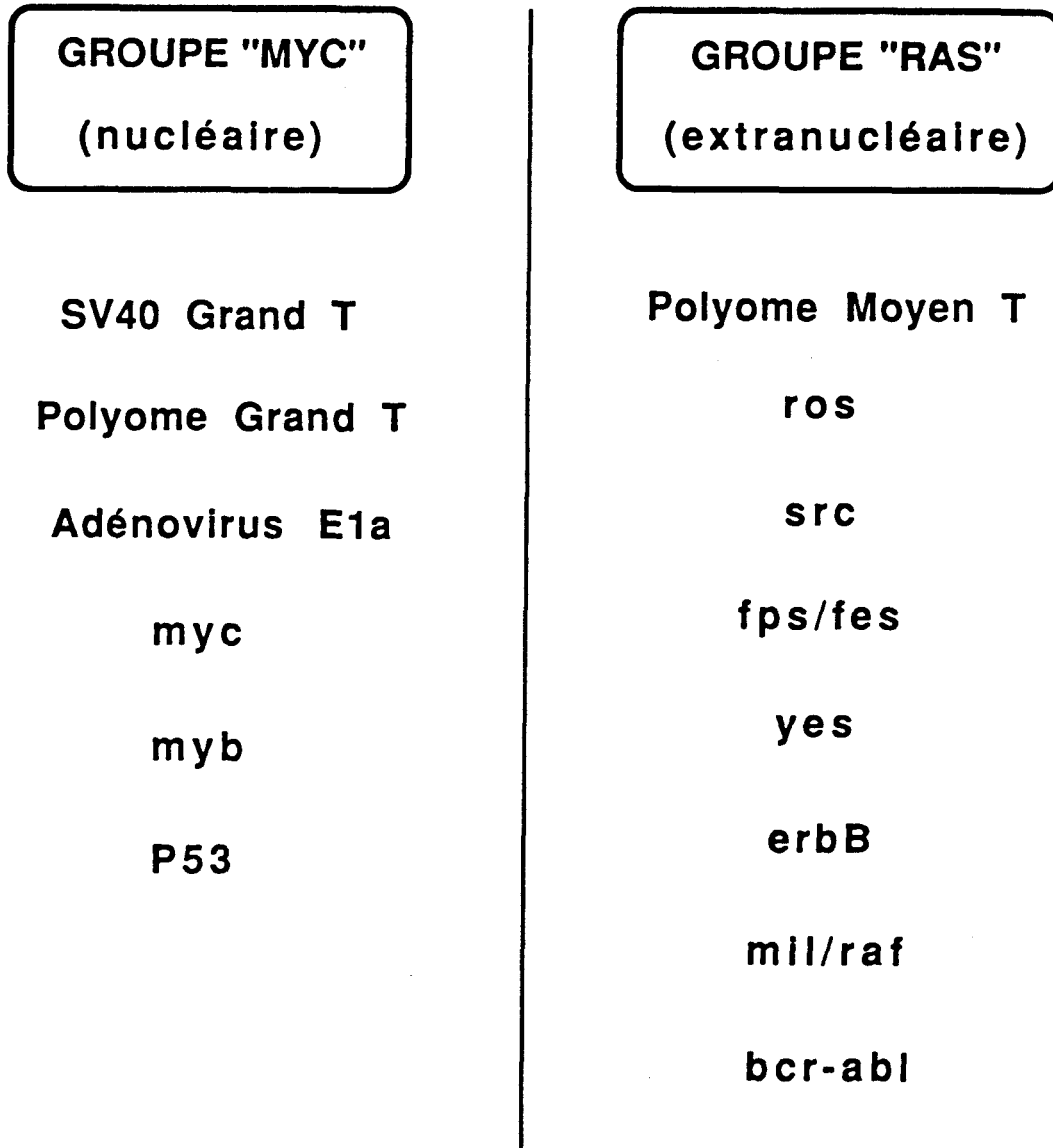 GROUPE "MYC"
(nucléaire)
SV40 Grand T
Polyome Grand T
Adénovirus E1a
myc
myb
P53
GROUPE "RAS"
(extranucléaire)
Polyome Moyen T
ros
src
fps/fes
yes
erbB
mil/raf
bcr-abl